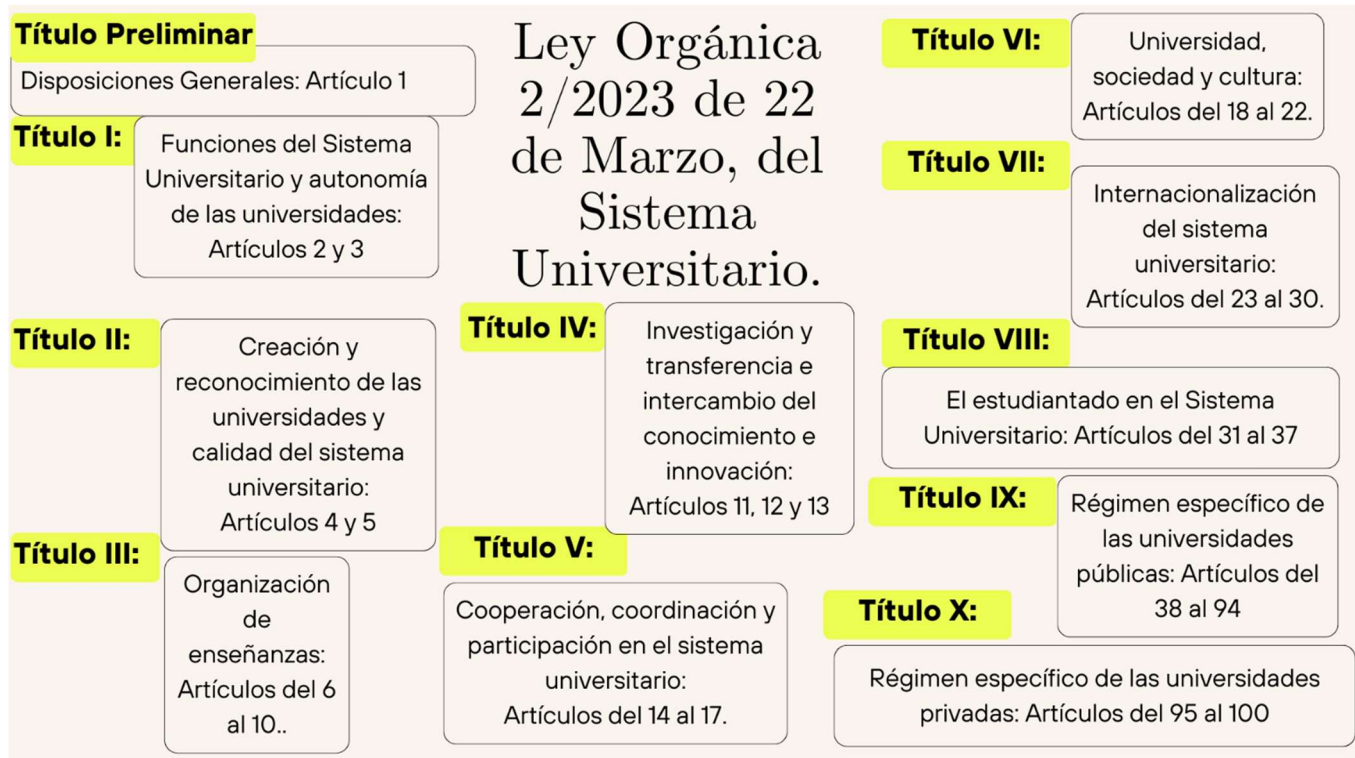 Título Preliminar
Disposiciones Generales: Artículo 1
Título I:
Funciones del Sistema
Universitario y autonomía
de las universidades:
Artículos 2 y 3
Título II:
Creación y
reconocimiento de las
universidades y
calidad del sistema
universitario:
Artículos 4 y 5
Título III:
Organización
de
enseñanzas:
Artículos del 6
al 10..
Ley Orgánica
2/2023 de 22
de Marzo, del
Sistema
Universitario.
Título IV:
Investigación y
transferencia e
intercambio del
conocimiento e
innovación:
Artículos 11, 12 y 13
Título V:
Cooperación, coordinación y
participación en el sistema
universitario:
Artículos del 14 al 17.
Título VI:
Universidad,
sociedad y cultura:
Artículos del 18 al 22.
Título VII:
Internacionalización
del sistema
universitario:
Artículos del 23 al 30.
Título VIII:
El estudiantado en el Sistema
Universitario: Artículos del 31 al 37
Título IX:
Régimen específico de
las universidades
públicas: Artículos del
38 al 94
Título X:
Régimen específico de las universidades
privadas: Artículos del 95 al 100